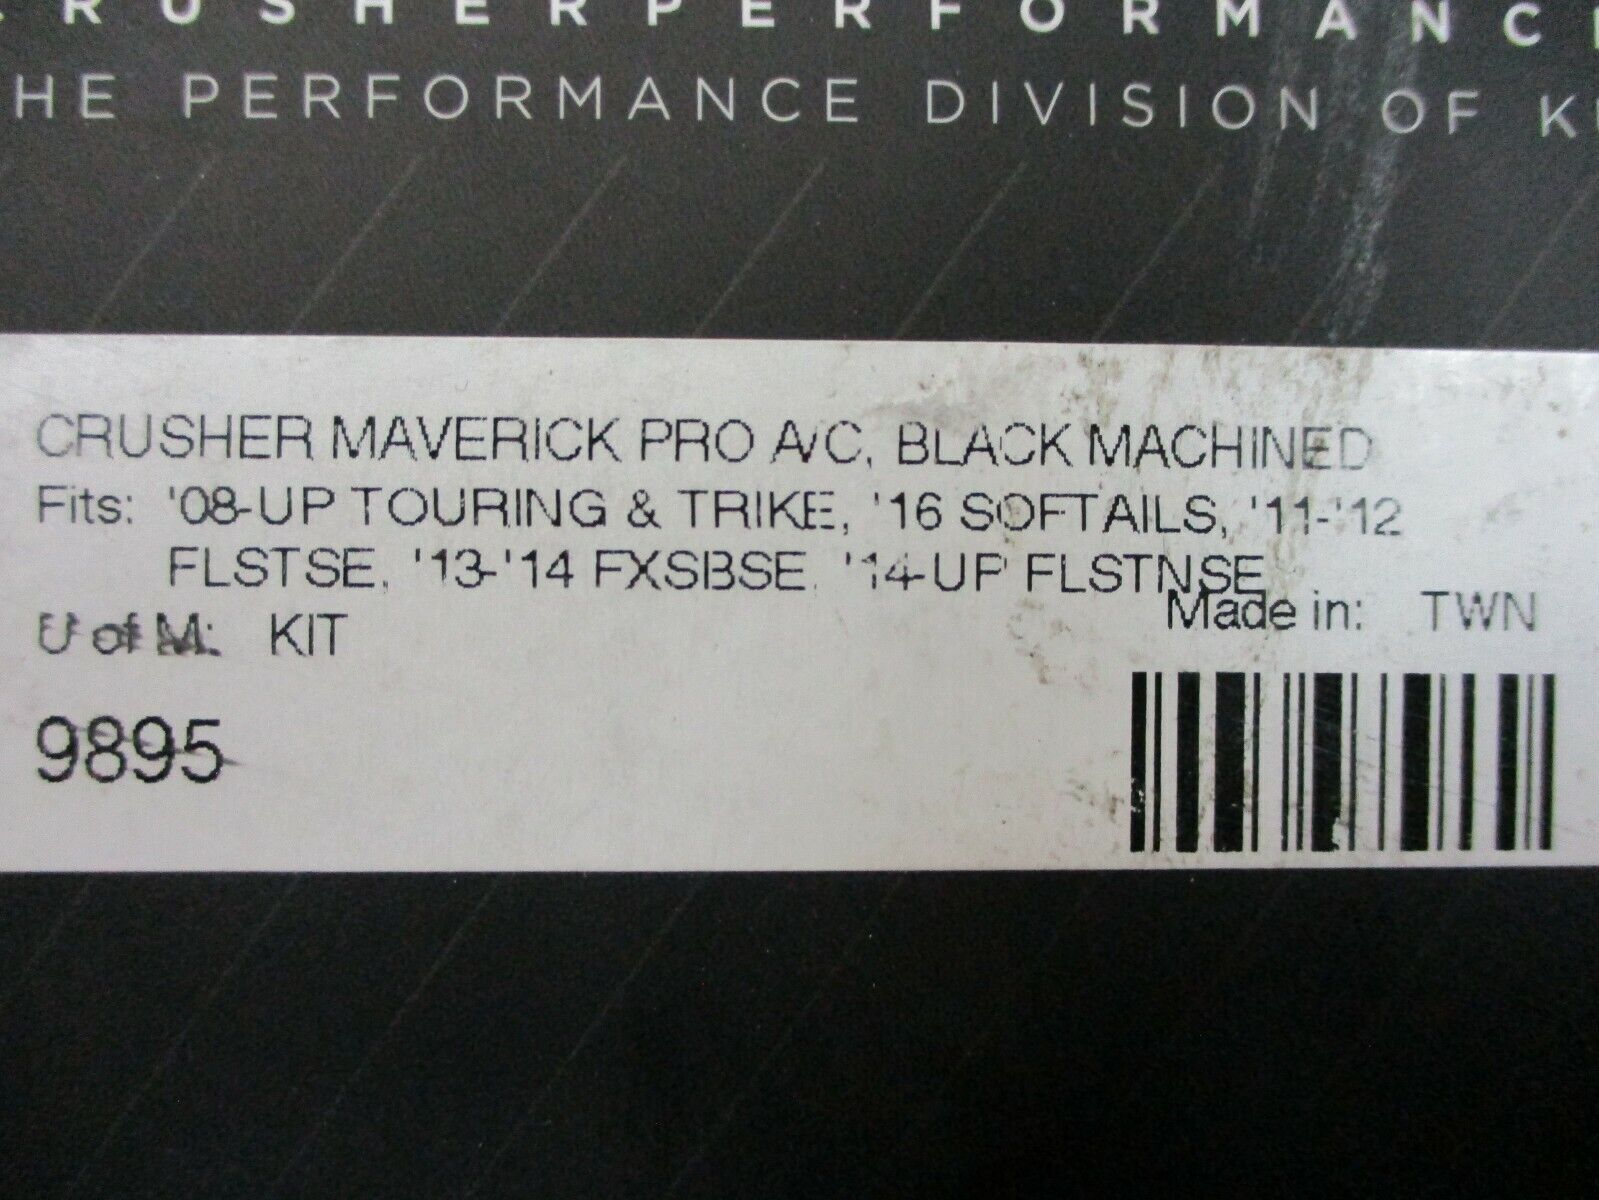 CRUSHERPERFORMANC
HE PERFORMANCE DIVISION OF K
CRUSHER MAVERICK PRO A/C, BLACK MACHINED
Fits: '08-UP TOURING & TRIKE, '16 SOFTAILS, '11-'12
FLSTSE, '13-'14 FXSBSE, '14-UP FLSTNSE
Made in: TWN
U of M: KIT
9895